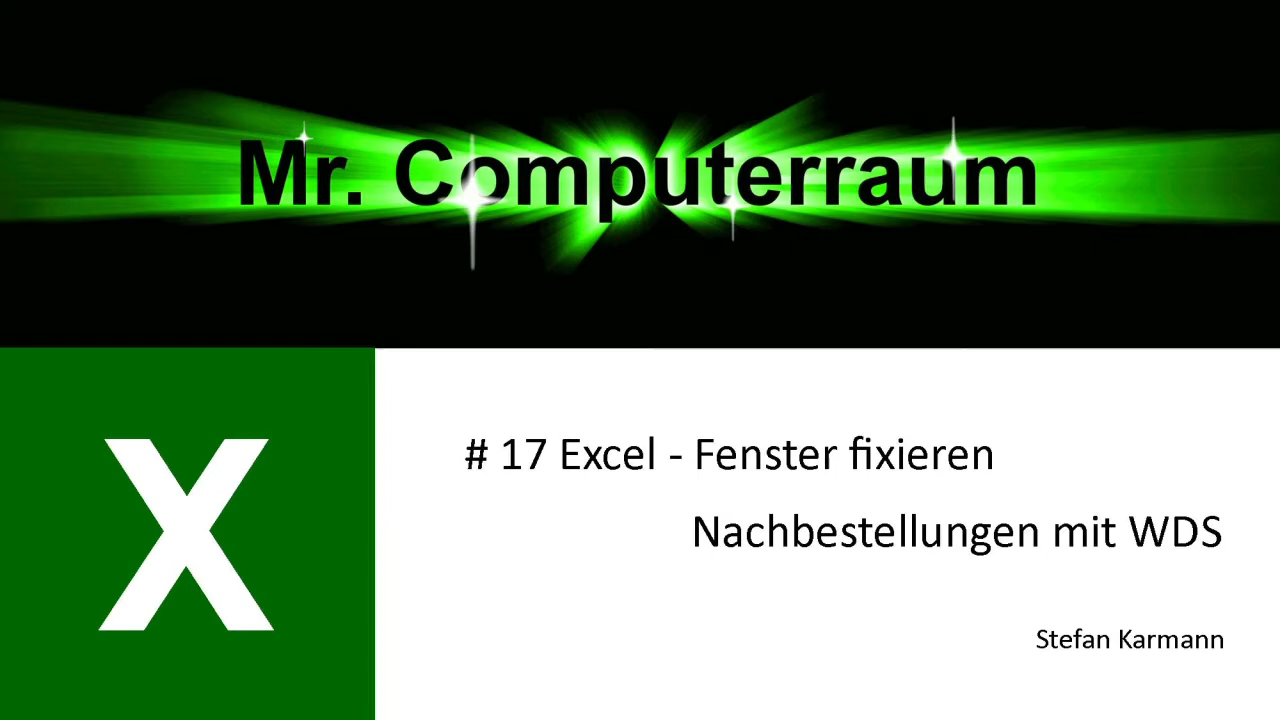 Mr. Computerraum
X
# 17 Excel - Fenster fixieren
Nachbestellungen mit WDS
Stefan Karmann